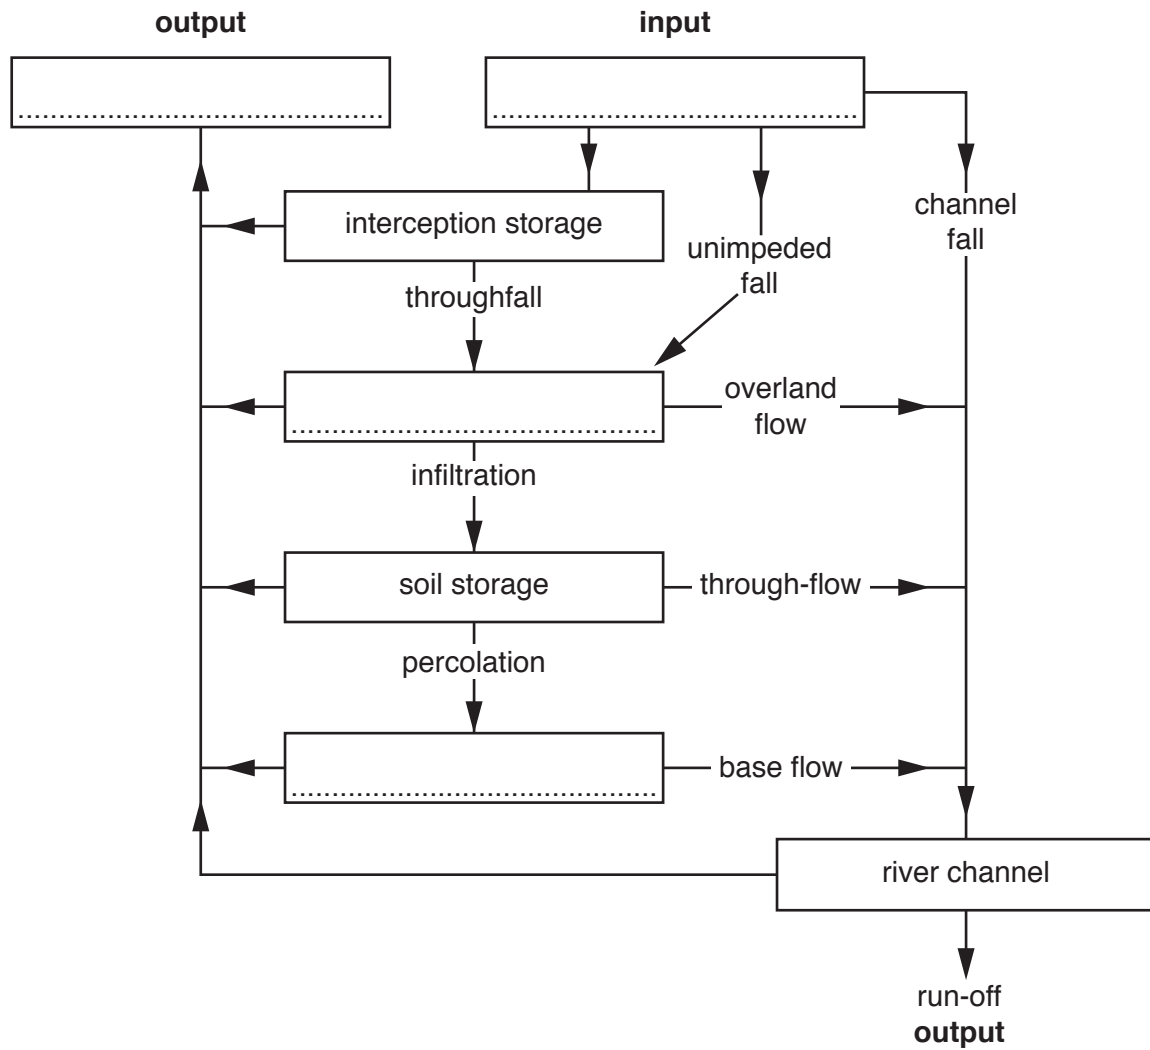 output
input
interception storage
channel
fall
unimpeded
fall
throughfall
overland
flow
infiltration
soil storage
through-flow
percolation
base flow
river channel
run-off
output